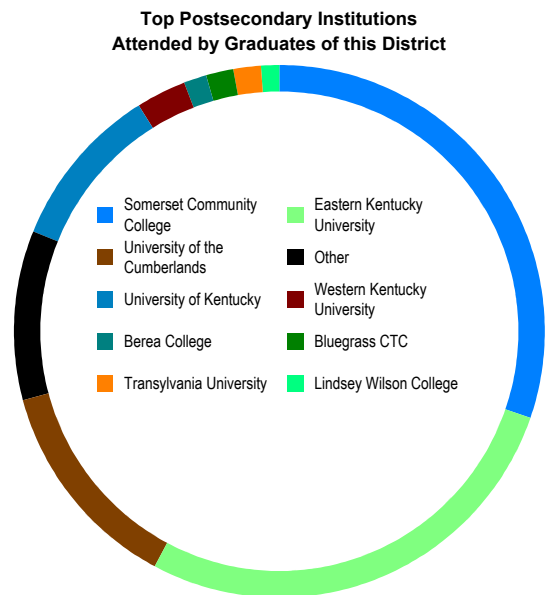 Top Postsecondary Institutions
Attended by Graduates of this District
Somerset Community
College
Eastern Kentucky
University
University of the
Cumberlands
Other
University of Kentucky
Western Kentucky
University
Berea College
Bluegrass CTC
Transylvania University
Lindsey Wilson College